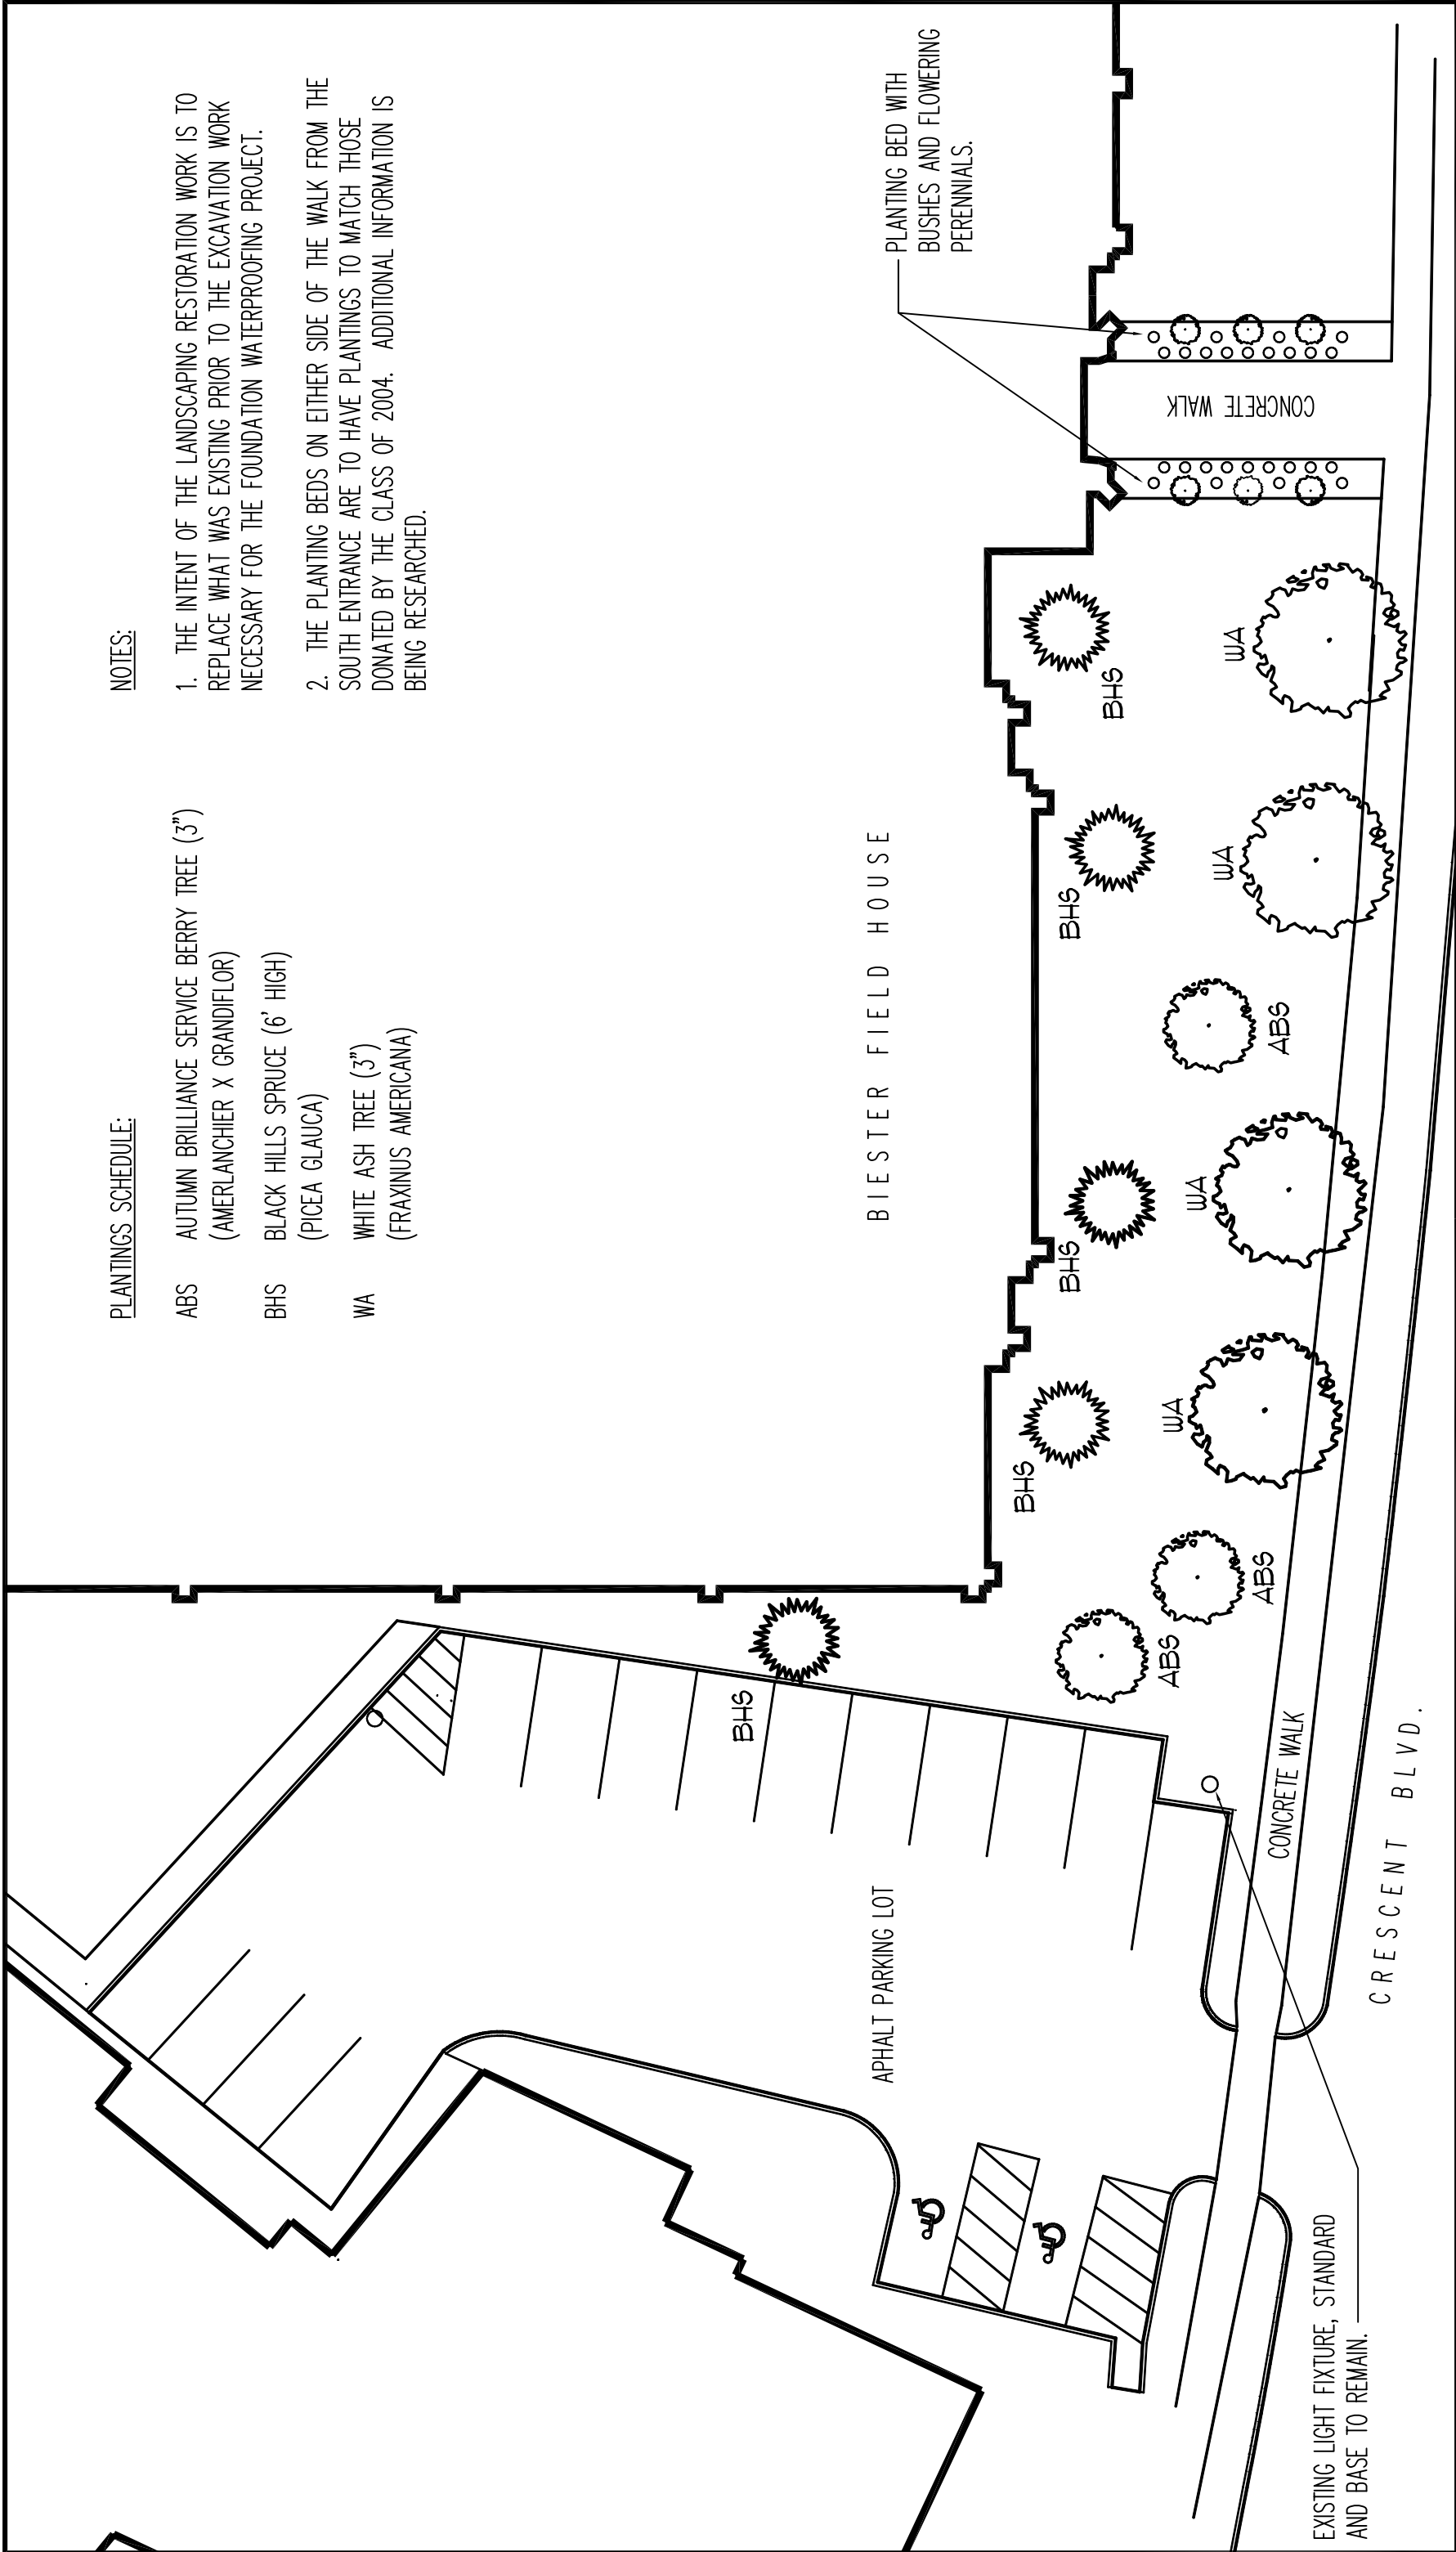 PLANTINGS SCHEDULE:
ABS AUTUMN BRILLIANCE SERVICE BERRY TREE (3")
(AMERLANCHIER X GRANDIFLOR)
BHS BLACK HILLS SPRUCE (6' HIGH)
(PICEA GLAUCA)
WA WHITE ASH TREE (3")
(FRAXINUS AMERICANA)
NOTES:
1. THE INTENT OF THE LANDSCAPING RESTORATION WORK IS TO
REPLACE WHAT WAS EXISTING PRIOR TO THE EXCAVATION WORK
NECESSARY FOR THE FOUNDATION WATERPROOFING PROJECT.
2. THE PLANTING BEDS ON EITHER SIDE OF THE WALK FROM THE
SOUTH ENTRANCE ARE TO HAVE PLANTINGS TO MATCH THOSE
DONATED BY THE CLASS OF 2004. ADDITIONAL INFORMATION IS
BEING RESEARCHED.
BIESTER FIELD HOUSE
PLANTING BED WITH
BUSHES AND FLOWERING
PERENNIALS.
CONCRETE WALK
BHS
BHS
BHS
BHS
BHS
WA
WA
WA
WA
ABS
ABS
ABS
APHALT PARKING LOT
CONCRETE WALK
CRESCENT BLVD.
EXISTING LIGHT FIXTURE, STANDARD
AND BASE TO REMAIN.